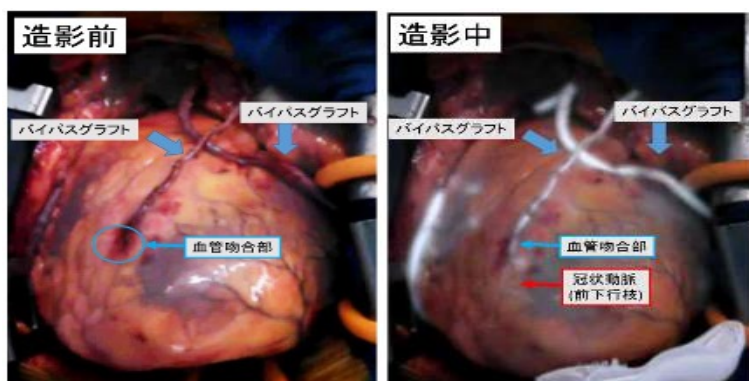 造影前
バイパスグラフト
バイパスグラフト
血管吻合部
造影中
バイパスグラフト
バイパスグラフト
血管吻合部
冠状動脈
(前下行枝)